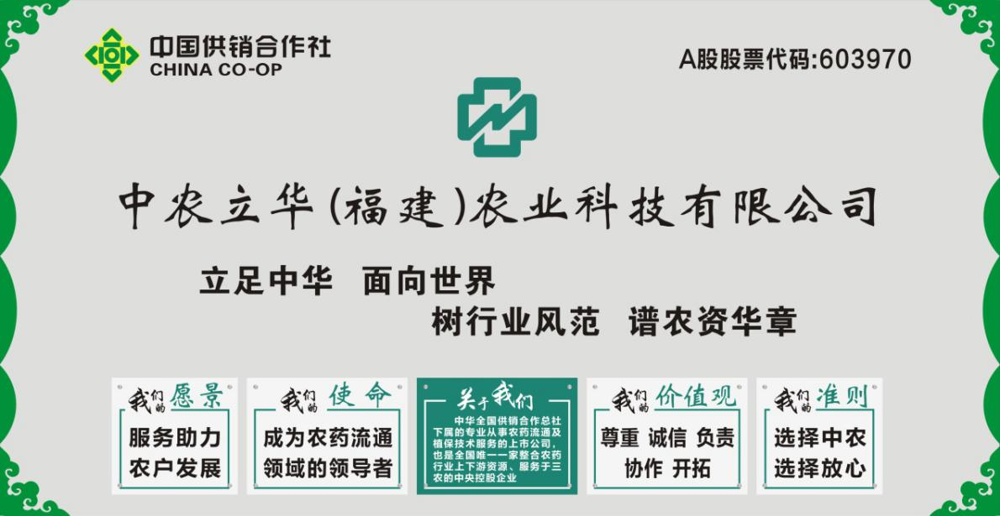 中国供销合作社
CHINA CO-OP
A股股票代码:603970
中农立华(福建)农业科技有限公司
立足中华 面向世界
树行业风范 谱农资华章
我们的愿景
服务助力
农户发展
我们的使命
成为农药流通
领域的领导者
关于我们
中华全国供销合作总社
下属的专业从事农药流通及
植保技术服务的上市公司，
也是全国唯一一家整合农药
行业上下游资源、服务于三
农的中央控股企业
我们的价值观
尊重 诚信 负责
协作 开拓
我们的准则
选择中农
选择放心